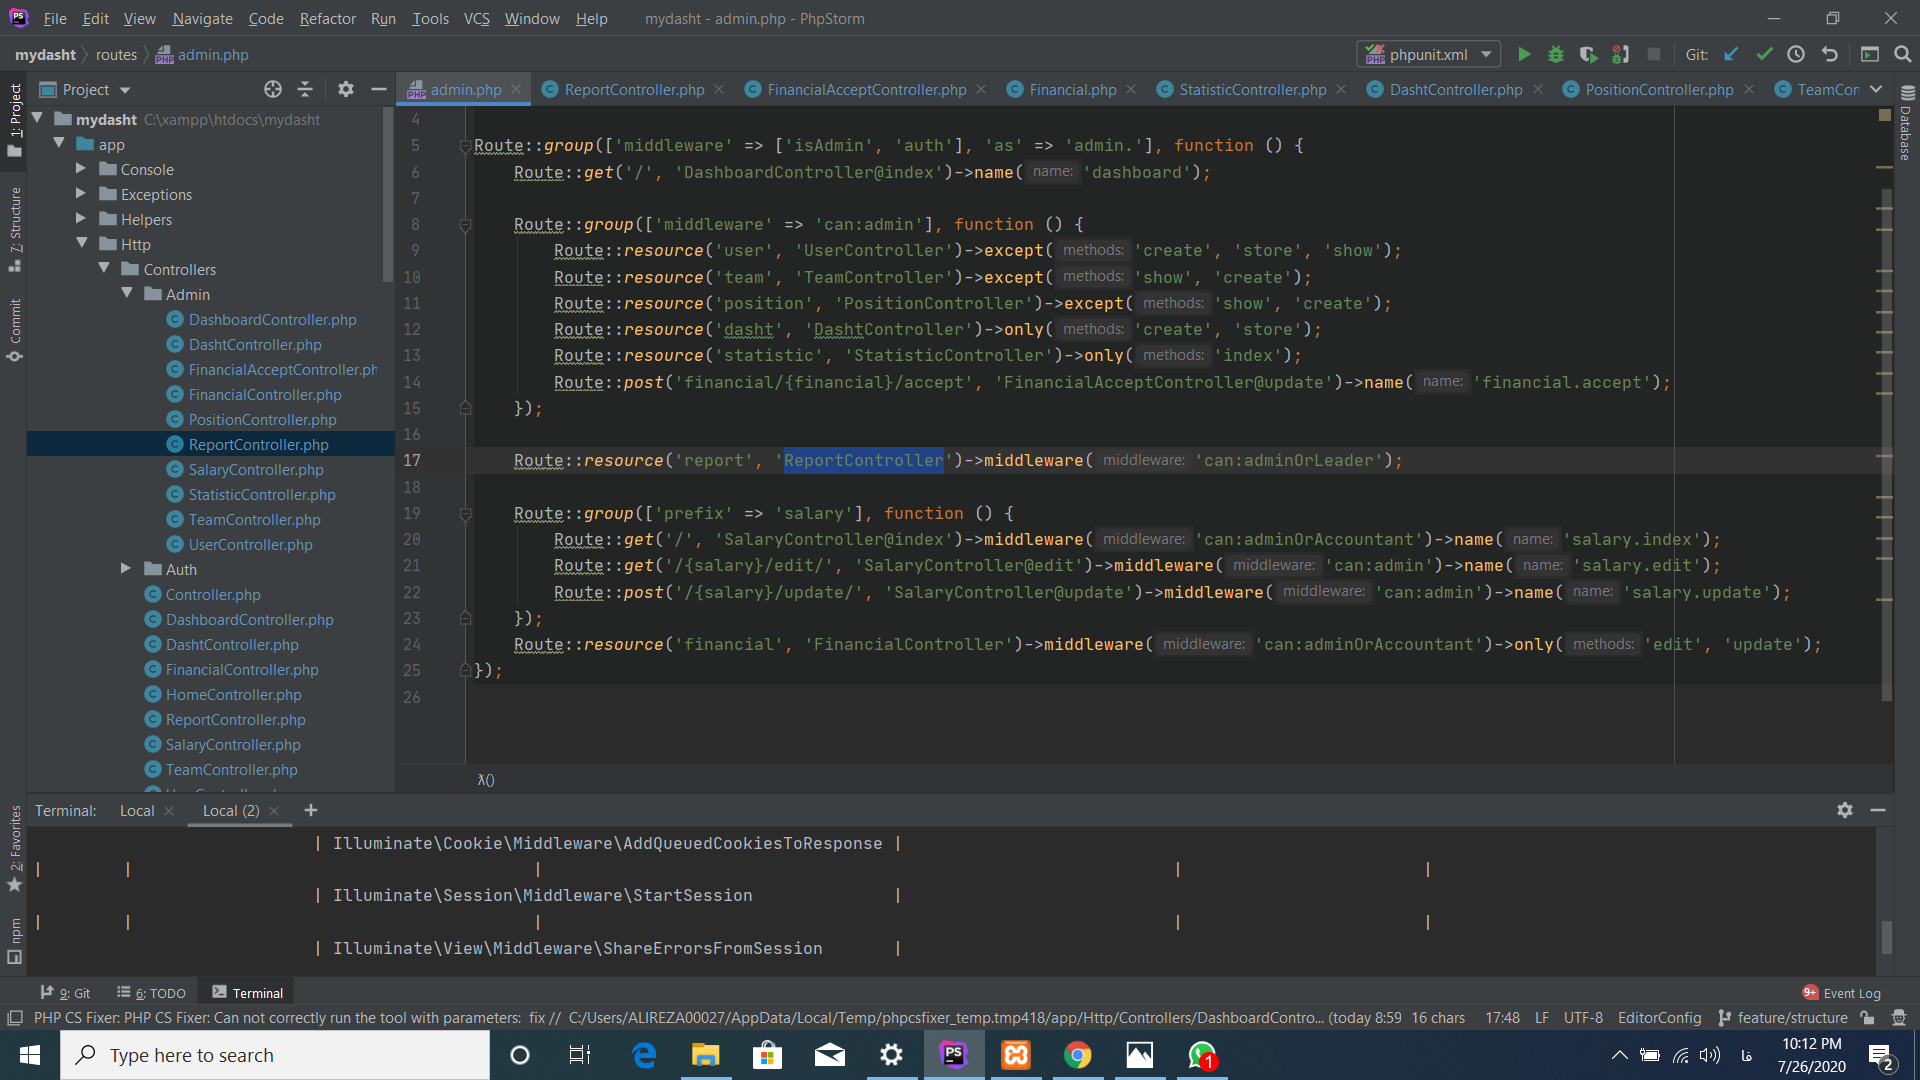 File Edit View Navigate Code Refactor Run Tools VCS Window Help mydasht - admin.php - PhpStorm
mydasht routes admin.php phpunit.xml Git:
Project
admin.php ReportController.php FinancialAcceptController.php Financial.php StatisticController.php DashtController.php PositionController.php TeamCor
1: Project
7: Structure
Commit
2: Favorites
npm
Database
mydasht C:\xampp\htdocs\mydasht
app
Console
Exceptions
Helpers
Http
Controllers
Admin
DashboardController.php
DashtController.php
FinancialAcceptController.ph
FinancialController.php
PositionController.php
ReportController.php
SalaryController.php
StatisticController.php
TeamController.php
UserController.php
Auth
Controller.php
DashboardController.php
DashtController.php
FinancialController.php
HomeController.php
ReportController.php
SalaryController.php
TeamController.php
4
5 Route::group(['middleware' => ['isAdmin', 'auth'], 'as' => 'admin.'], function () {
6 Route::get('/', 'DashboardController@index')->name( name: 'dashboard');
7
8 Route::group(['middleware' => 'can:admin'], function () {
9 Route::resource('user', 'UserController')->except( methods: 'create', 'store', 'show');
10 Route::resource('team', 'TeamController')->except( methods: 'show', 'create');
11 Route::resource('position', 'PositionController')->except( methods: 'show', 'create');
12 Route::resource('dasht', 'DashtController')->only( methods: 'create', 'store');
13 Route::resource('statistic', 'StatisticController')->only( methods: 'index');
14 Route::post('financial/{financial}/accept', 'FinancialAcceptController@update')->name( name: 'financial.accept');
15 });
16
17 Route::resource('report', 'ReportController')->middleware( middleware: 'can:adminOrLeader');
18
19 Route::group(['prefix' => 'salary'], function () {
20 Route::get('/', 'SalaryController@index')->middleware( middleware: 'can:adminOrAccountant')->name( name: 'salary.index');
21 Route::get('/{salary}/edit/', 'SalaryController@edit')->middleware( middleware: 'can:admin')->name( name: 'salary.edit');
22 Route::post('/{salary}/update/', 'SalaryController@update')->middleware( middleware: 'can:admin')->name( name: 'salary.update');
23 });
24 Route::resource('financial', 'FinancialController')->middleware( middleware: 'can:adminOrAccountant')->only( methods: 'edit', 'update');
25 });
26
λ()
Terminal: Local Local (2) +
| Illuminate\Cookie\Middleware\AddQueuedCookiesToResponse |
| | | | |
| Illuminate\Session\Middleware\StartSession |
| | | | |
| Illuminate\View\Middleware\ShareErrorsFromSession |
9: Git 6: TODO Terminal 9+ Event Log
PHP CS Fixer: PHP CS Fixer: Can not correctly run the tool with parameters: fix // C:/Users/ALIREZA00027/AppData/Local/Temp/phpcsfixer_temp.tmp418/app/Http/Controllers/DashboardContro... (today 8:59 16 chars 17:48 LF UTF-8 EditorConfig feature/structure
Type here to search PS 1 فا 10:12 PM
7/26/2020 2